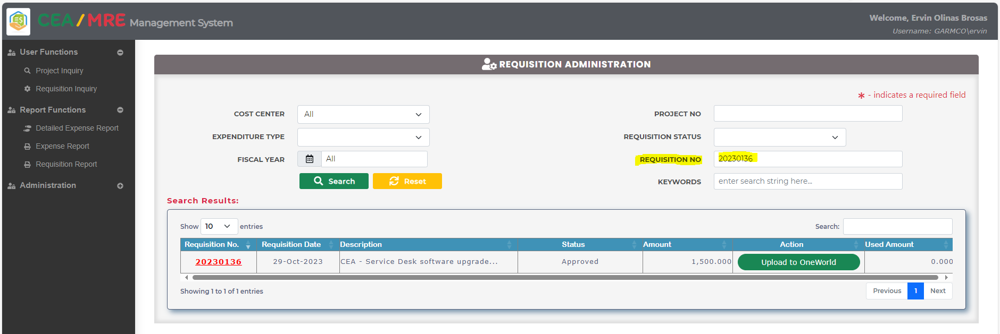 CEA/MRE Management System
Welcome, Ervin Olinas Brosas
Username: GARMCO\ervin
User Functions
Project Inquiry
Requisition Inquiry
Report Functions
Detailed Expense Report
Expense Report
Requisition Report
Administration
REQUISITION ADMINISTRATION
* - indicates a required field
COST CENTER All PROJECT NO
EXPENDITURE TYPE REQUISITION STATUS
FISCAL YEAR All REQUISITION NO 20230136
Search Reset KEYWORDS enter search string here...
Search Results:
Show 10 entries Search:
Requisition No. Requisition Date Description Status Amount Action Used Amount
20230136 29-Oct-2023 CEA - Service Desk software upgrade... Approved 1,500.000 Upload to OneWorld 0.000
Showing 1 to 1 of 1 entries Previous 1 Next